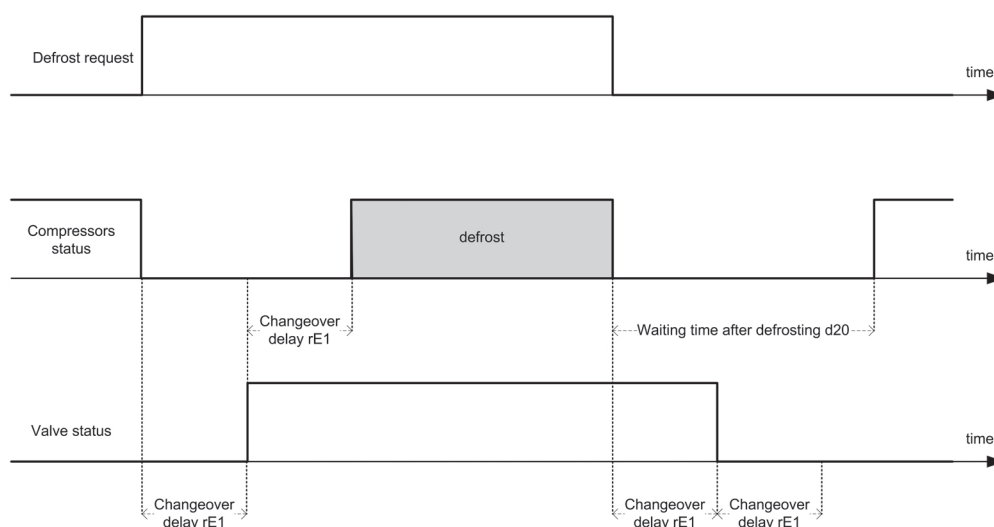 Defrost request
time
Compressors
status
defrost
time
Changeover
delay rE1
Waiting time after defrosting d20
Valve status
time
Changeover
delay rE1
Changeover
delay rE1
Changeover
delay rE1